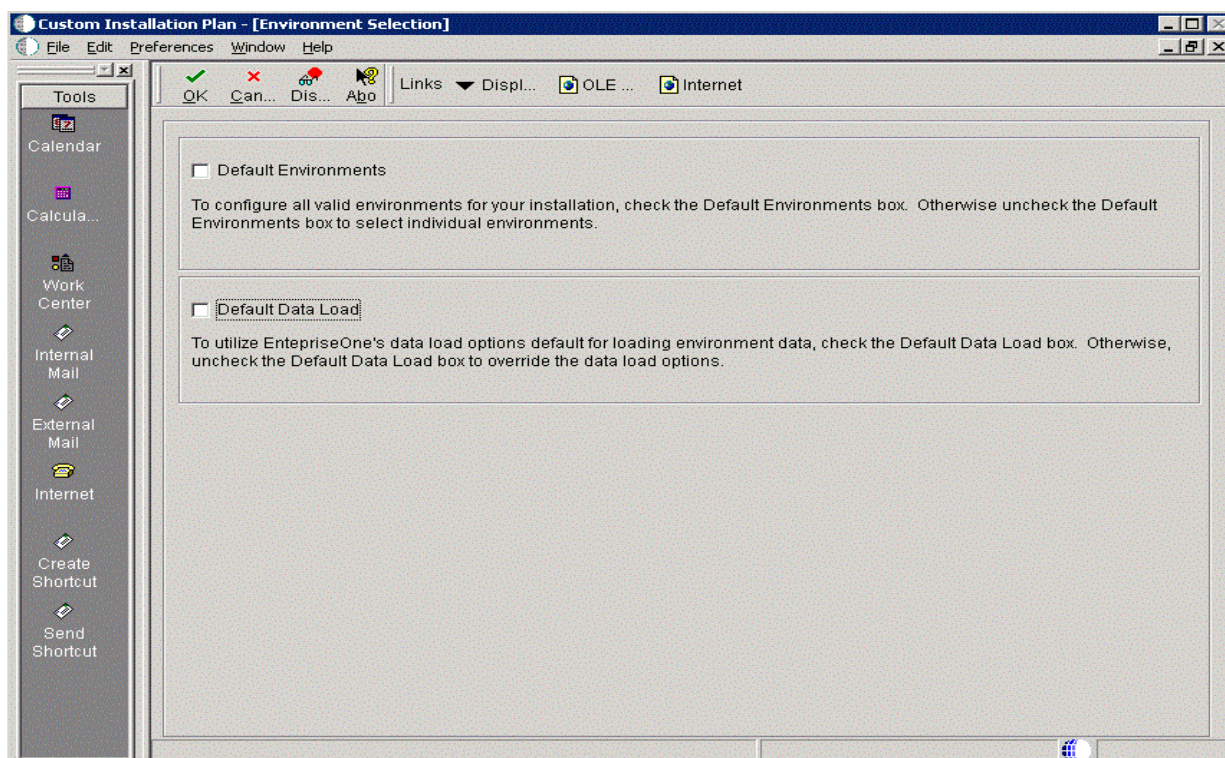 Custom Installation Plan - [Environment Selection]
File Edit Preferences Window Help
Tools
Calendar
Calcula...
Work
Center
Internal
Mail
External
Mail
Internet
Create
Shortcut
Send
Shortcut
OK Can... Dis... Abo Links Displ... OLE ... Internet
Default Environments
To configure all valid environments for your installation, check the Default Environments box. Otherwise uncheck the Default
Environments box to select individual environments.
Default Data Load
To utilize EntepriseOne's data load options default for loading environment data, check the Default Data Load box. Otherwise,
uncheck the Default Data Load box to override the data load options.